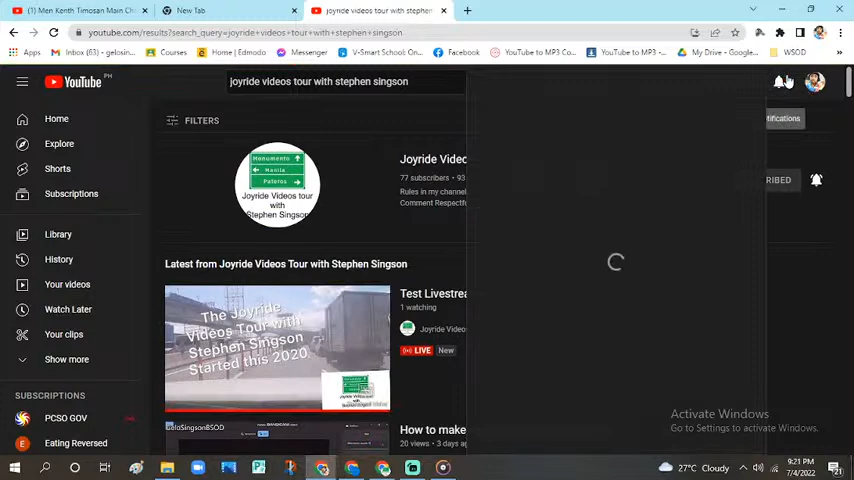 (1) Men Kenth Timosan Main Ch
New Tab
joyride videos tour with stephen
youtube.com/results?search_query=joyride+videos+tour+with+stephen+singson
Apps
Inbox (63) - gelosin...
Courses
Home | Edmodo
Messenger
V-Smart School: On...
Facebook
YouTube to MP3 Co...
YouTube to MP3 -...
My Drive - Google...
WSOD
YouTube PH
joyride videos tour with stephen singson
Home
Explore
Shorts
Subscriptions
Library
History
Your videos
Watch Later
Your clips
Show more
SUBSCRIPTIONS
PCSO GOV
Eating Reversed
FILTERS
otifications
Monumento
Manila
Pateros
Joyride Videos tour
with
Stephen Singson
Joyride Videc
77 subscribers • 93
Rules in my channel
Comment Respectfu
RIBED
Latest from Joyride Videos Tour with Stephen Singson
The Joyride
Videos Tour with
Stephen Singson
Started this 2020.
Test Livestrea
1 watching
Joyride Video
LIVE
New
GeloSingsonBSOD
How to make
20 views • 3 days a
Activate Windows
Go to Settings to activate Windows.
27°C Cloudy
9:21 PM
7/4/2022
21